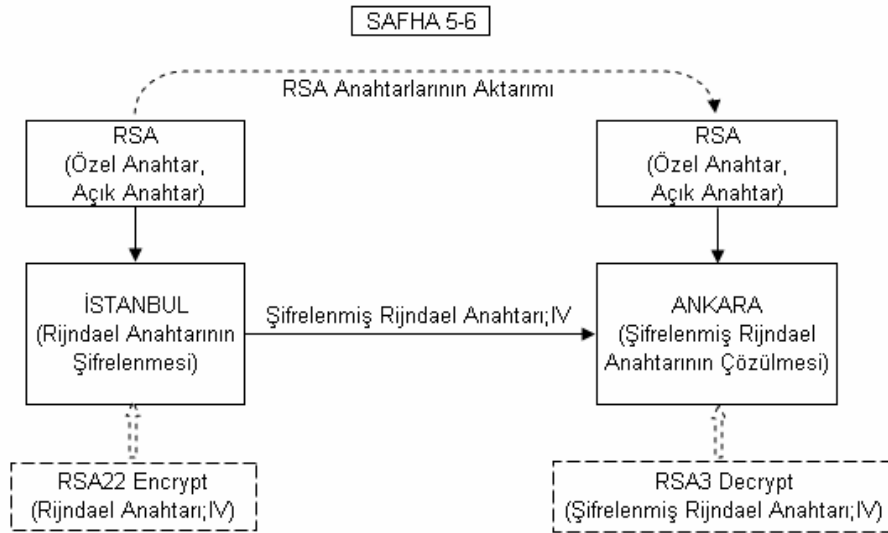 SAFHA 5-6
RSA Anahtarlarının Aktarımı
RSA
(Özel Anahtar,
Açık Anahtar)
RSA
(Özel Anahtar,
Açık Anahtar)
İSTANBUL
(Rijndael Anahtarının
Şifrelenmesi)
Şifrelenmiş Rijndael Anahtarı;IV
ANKARA
(Şifrelenmiş Rijndael
Anahtarının Çözülmesi)
RSA22 Encrypt
(Rijndael Anahtarı;IV)
RSA3 Decrypt
(Şifrelenmiş Rijndael Anahtarı;IV)